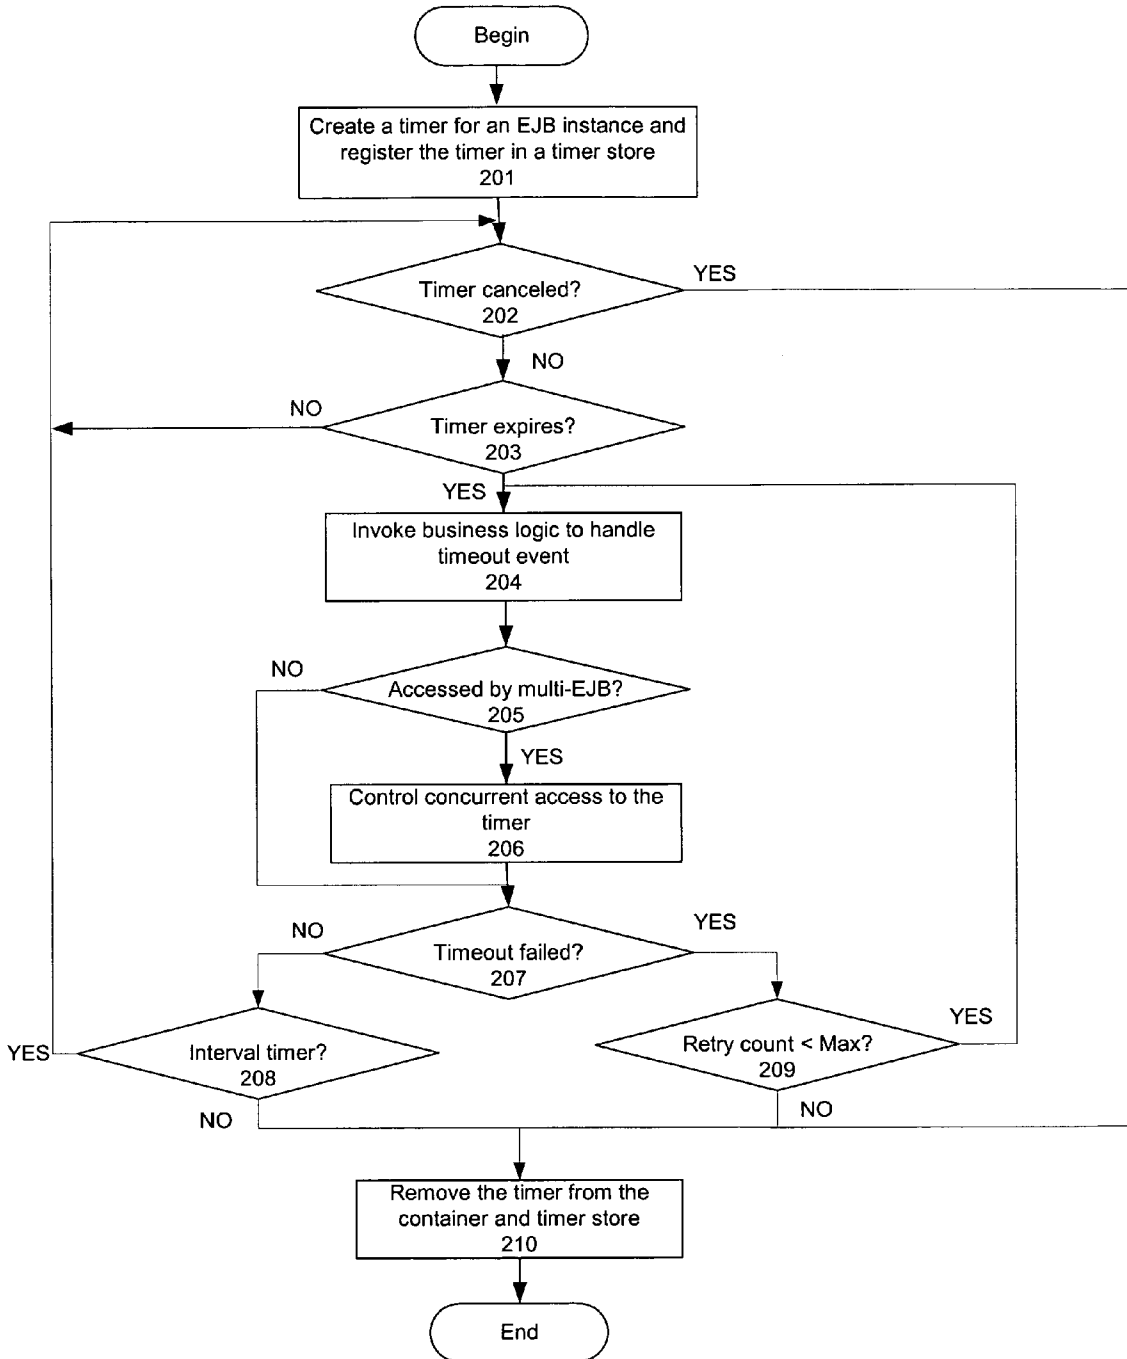 Begin
Create a timer for an EJB instance and
register the timer in a timer store
201
Timer canceled?
202
YES
NO
Timer expires?
203
NO
YES
Invoke business logic to handle
timeout event
204
Accessed by multi-EJB?
205
NO
YES
Control concurrent access to the
timer
206
Timeout failed?
207
NO
YES
Interval timer?
208
YES
NO
Retry count < Max?
209
YES
NO
Remove the timer from the
container and timer store
210
End